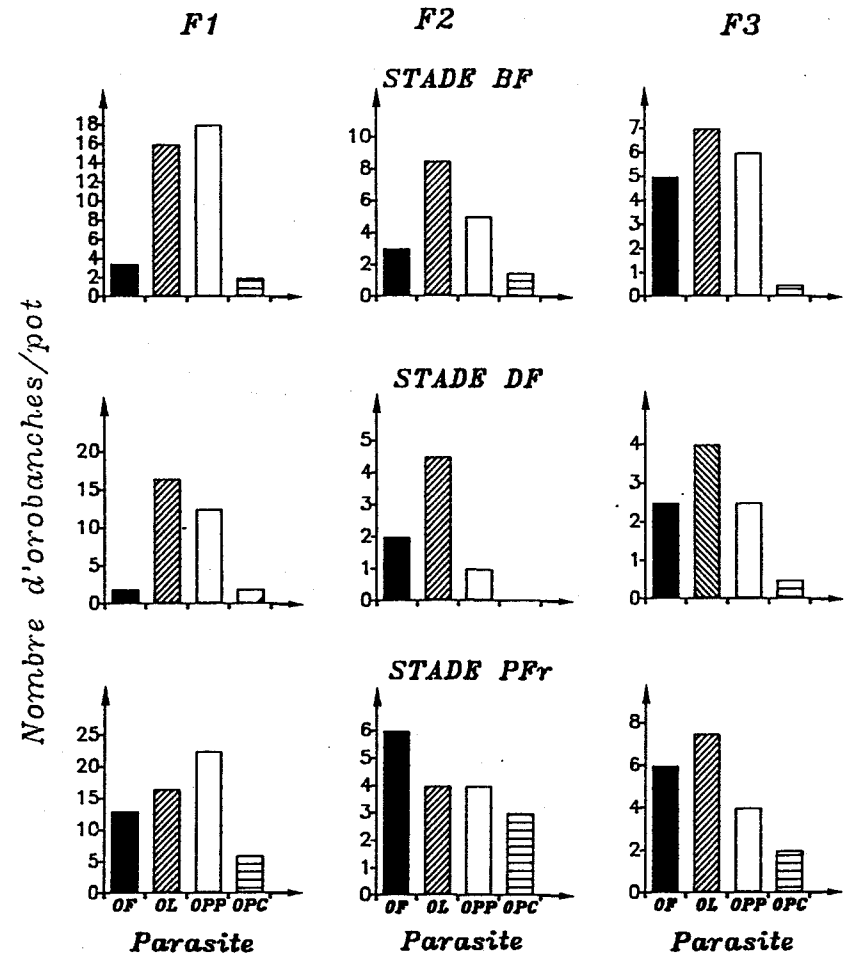 F1 F2 F3
STADE BF
18 16 14 12 10 8 6 4 2 0
10 8 6 4 2 0
7 6 5 4 3 2 1 0
Nombre d'orobanches/pot
STADE DF
20 15 10 5 0
5 4 3 2 1 0
4 3 2 1 0
STADE PFr
25 20 15 10 5 0
6 5 4 3 2 1 0
8 6 4 2 0
OF OL OPP OPC OF OL OPP OPC OF OL OPP OPC
Parasite Parasite Parasite